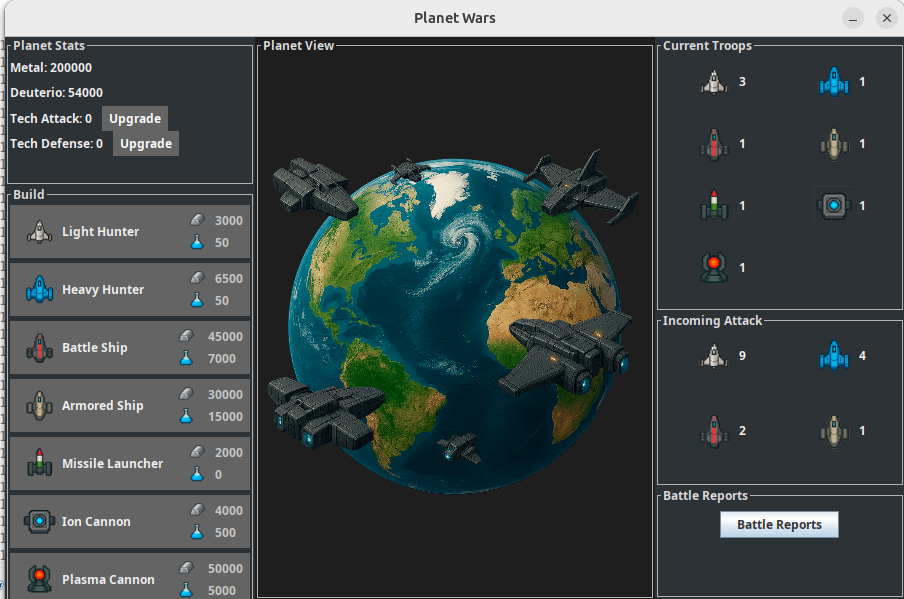 Planet Wars
Planet Stats
Metal: 200000
Deuterio: 54000
Tech Attack: 0 Upgrade
Tech Defense: 0 Upgrade
Build
Light Hunter 3000
50
Heavy Hunter 6500
50
Battle Ship 45000
7000
Armored Ship 30000
15000
Missile Launcher 2000
0
Ion Cannon 4000
500
Plasma Cannon 50000
5000
Planet View
Current Troops
3 1
1 1
1 1
1
Incoming Attack
9 4
2 1
Battle Reports
Battle Reports